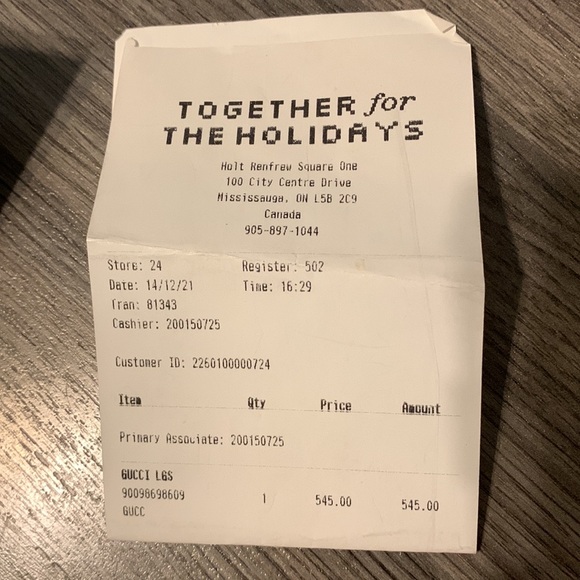 TOGETHER for
THE HOLIDAYS
Holt Renfrew Square One
100 City Centre Drive
Mississauga, ON L5B 2C9
Canada
905-897-1044
Store: 24 Register: 502
Date: 14/12/21 Time: 16:29
Tran: 81343
Cashier: 200150725
Customer ID: 2260100000724
Item Qty Price Amount
Primary Associate: 200150725
GUCCI LGS
90098698609 1 545.00 545.00
GUCC